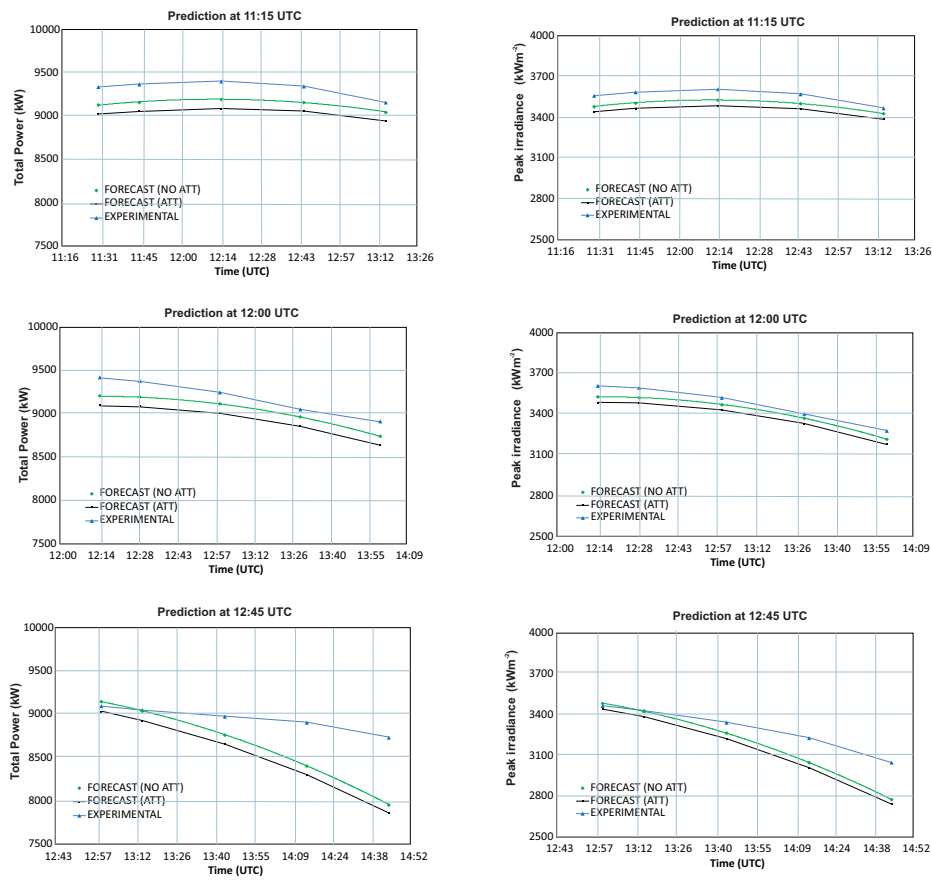 Prediction at 11:15 UTC
Total Power (kW)
10000
9500
9000
8500
8000
7500
FORECAST (NO ATT)
FORECAST (ATT)
EXPERIMENTAL
11:16 11:31 11:45 12:00 12:14 12:28 12:43 12:57 13:12 13:26
Time (UTC)
Prediction at 11:15 UTC
Peak irradiance (kWm-2)
4000
3700
3400
3100
2800
2500
FORECAST (NO ATT)
FORECAST (ATT)
EXPERIMENTAL
11:16 11:31 11:45 12:00 12:14 12:28 12:43 12:57 13:12 13:26
Time (UTC)
Prediction at 12:00 UTC
Total Power (kW)
10000
9500
9000
8500
8000
7500
FORECAST (NO ATT)
FORECAST (ATT)
EXPERIMENTAL
12:00 12:14 12:28 12:43 12:57 13:12 13:26 13:40 13:55 14:09
Time (UTC)
Prediction at 12:00 UTC
Peak irradiance (kWm-2)
4000
3700
3400
3100
2800
2500
FORECAST (NO ATT)
FORECAST (ATT)
EXPERIMENTAL
12:00 12:14 12:28 12:43 12:57 13:12 13:26 13:40 13:55 14:09
Time (UTC)
Prediction at 12:45 UTC
Total Power (kW)
10000
9500
9000
8500
8000
7500
FORECAST (NO ATT)
FORECAST (ATT)
EXPERIMENTAL
12:43 12:57 13:12 13:26 13:40 13:55 14:09 14:24 14:38 14:52
Time (UTC)
Prediction at 12:45 UTC
Peak irradiance (kWm-2)
4000
3700
3400
3100
2800
2500
FORECAST (NO ATT)
FORECAST (ATT)
EXPERIMENTAL
12:43 12:57 13:12 13:26 13:40 13:55 14:09 14:24 14:38 14:52
Time (UTC)